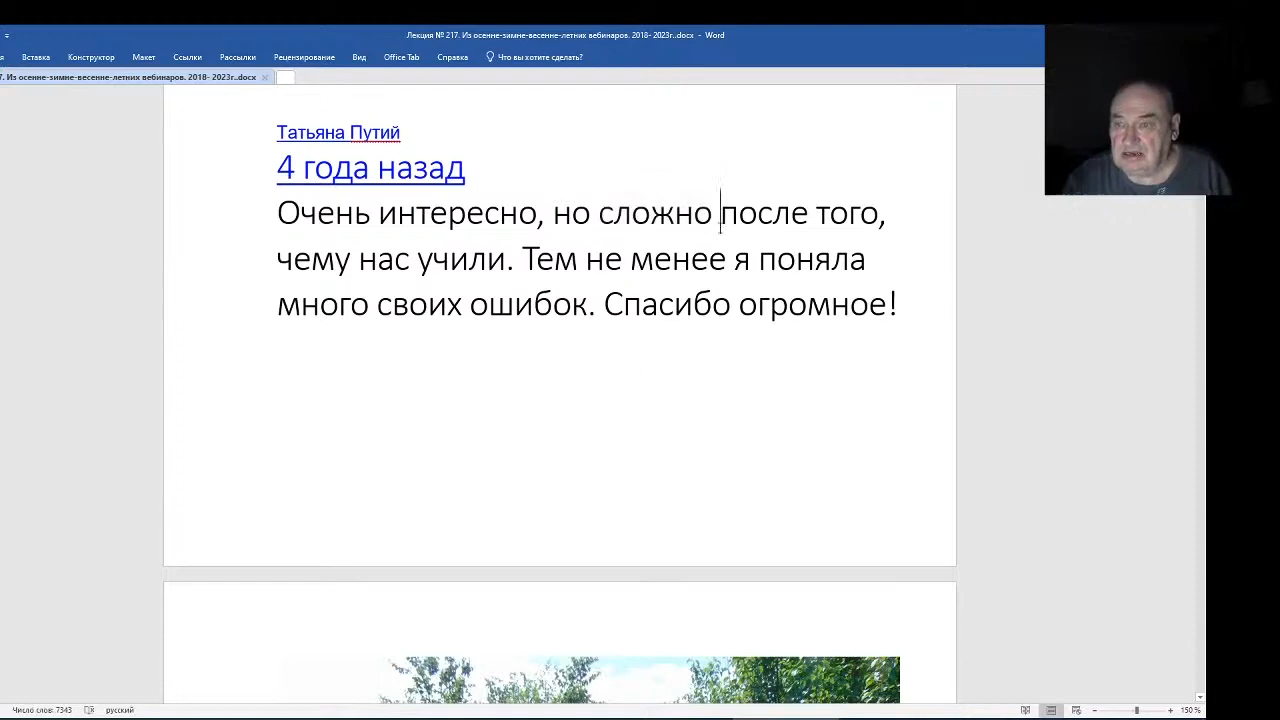 Лекция № 217. Из осенне-зимне-весенне-летних вебинаров. 2018- 2023г..docx - Word
я Вставка Конструктор Макет Ссылки Рассылки Рецензирование Вид Office Tab Справка Что вы хотите сделать?
7. Из осенне-зимне-весенне-летних вебинаров. 2018- 2023г..docx
Татьяна Путий
4 года назад
Очень интересно, но сложно после того,
чему нас учили. Тем не менее я поняла
много своих ошибок. Спасибо огромное!
Число слов: 7343 русский 150 %